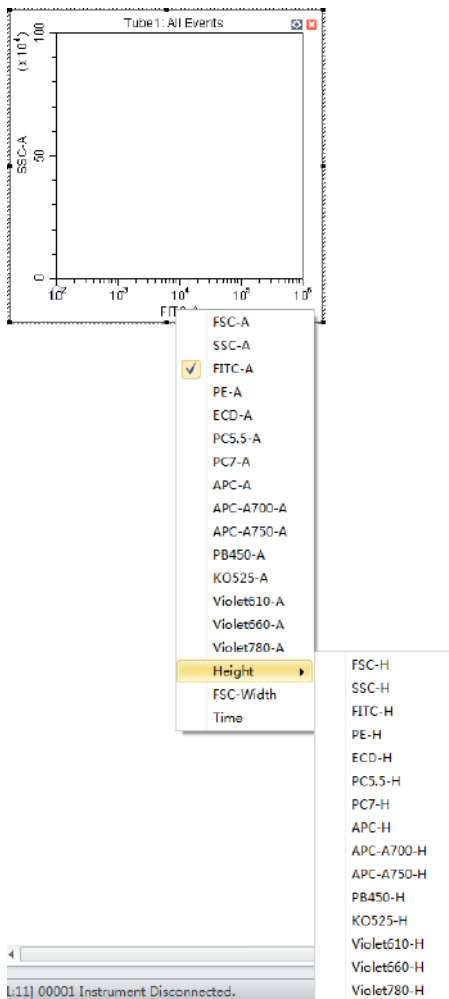 Tube1: All Events
(x 10⁴)
100
50
0
SSC-A
10² 10³ 10⁴ 10⁵ 10⁶
FSC-A
SSC-A
FITC-A
PE-A
ECD-A
PC5.5-A
PC7-A
APC-A
APC-A700-A
APC-A750-A
PB450-A
KO525-A
Violet610-A
Violet660-A
Violet780-A
Height
FSC-Width
Time
FSC-H
SSC-H
FITC-H
PE-H
ECD-H
PC5.5-H
PC7-H
APC-H
APC-A700-H
APC-A750-H
PB450-H
KO525-H
Violet610-H
Violet660-H
Violet780-H
1:11] 00001 Instrument Disconnected.